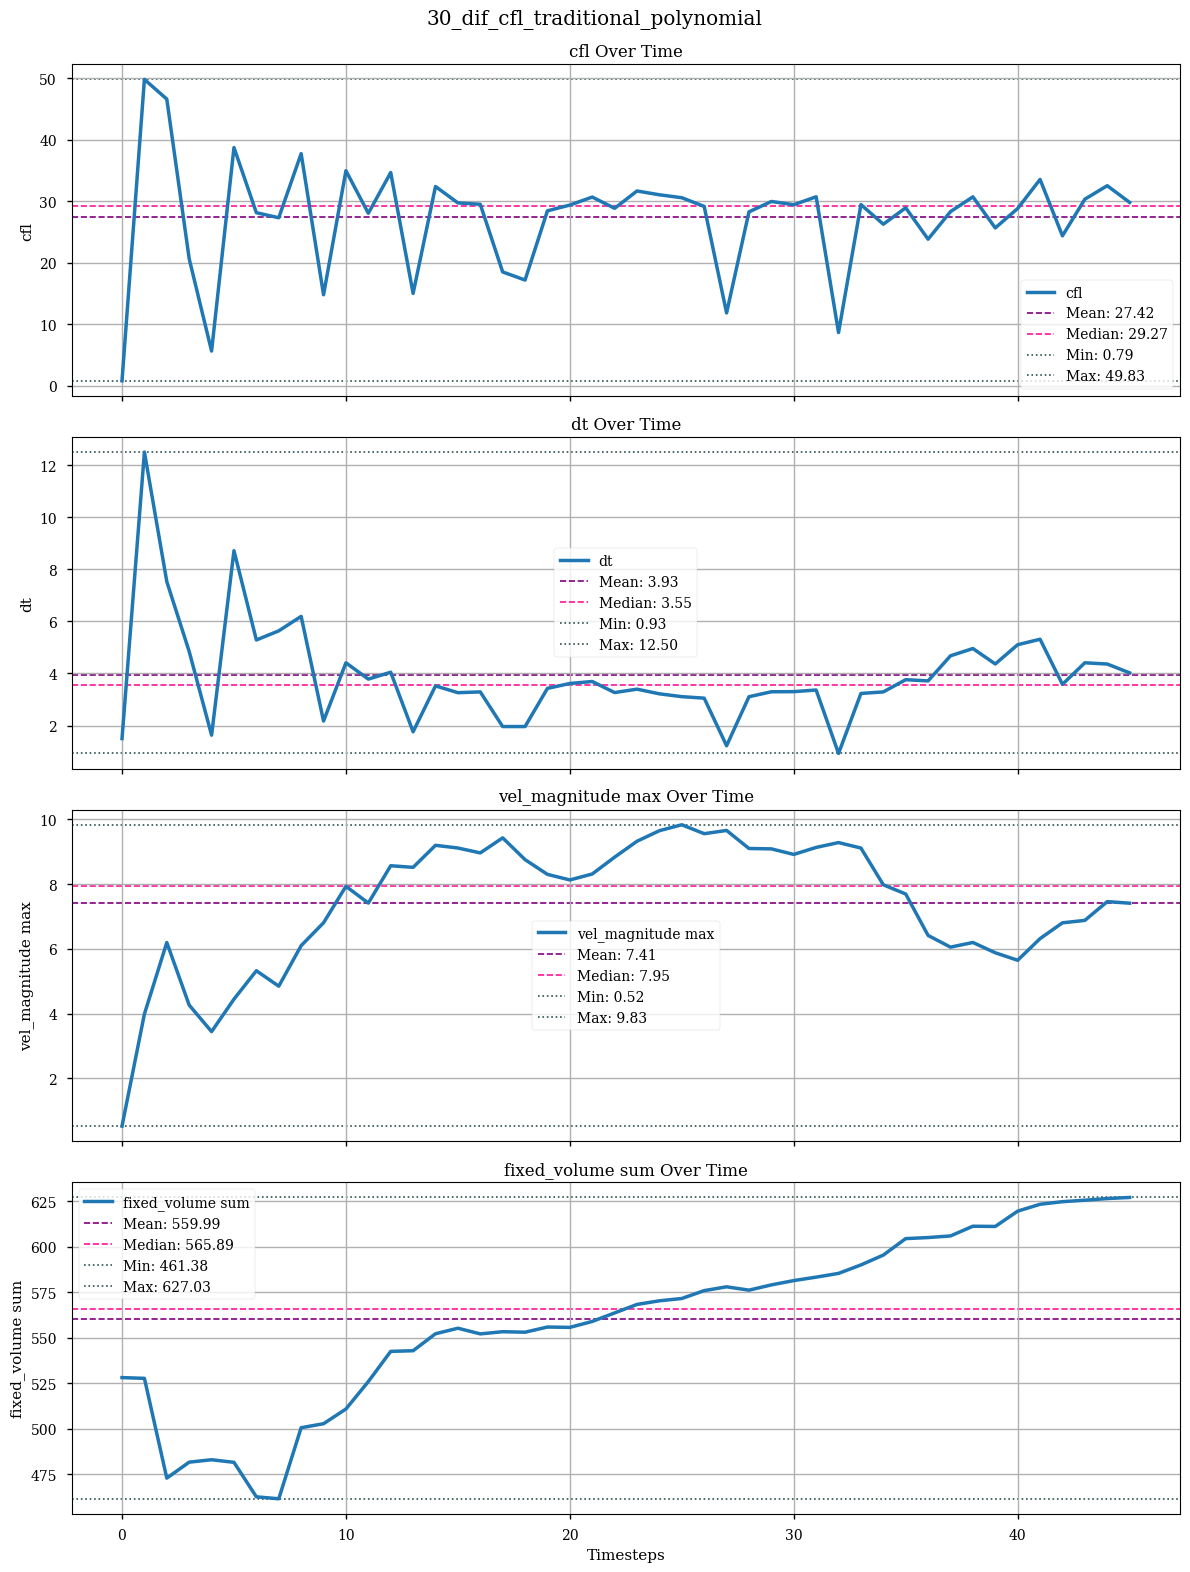 30_dif_cfl_traditional_polynomial
cfl Over Time
50
40
30
20
10
0
cfl
cfl
Mean: 27.42
Median: 29.27
Min: 0.79
Max: 49.83
dt Over Time
12
10
8
6
4
2
dt
dt
Mean: 3.93
Median: 3.55
Min: 0.93
Max: 12.50
vel_magnitude max Over Time
10
8
6
4
2
vel_magnitude max
vel_magnitude max
Mean: 7.41
Median: 7.95
Min: 0.52
Max: 9.83
fixed_volume sum Over Time
625
600
575
550
525
500
475
fixed_volume sum
fixed_volume sum
Mean: 559.99
Median: 565.89
Min: 461.38
Max: 627.03
0 10 20 30 40
Timesteps